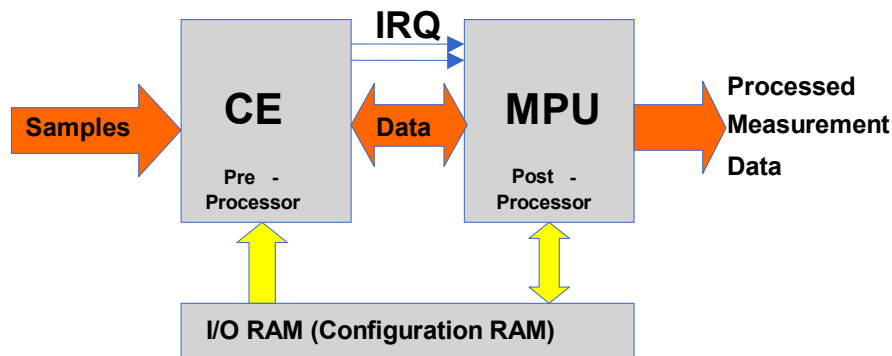 IRQ
CE
MPU
Samples
Data
Processed
Measurement
Data
Pre - Processor
Post - Processor
I/O RAM (Configuration RAM)